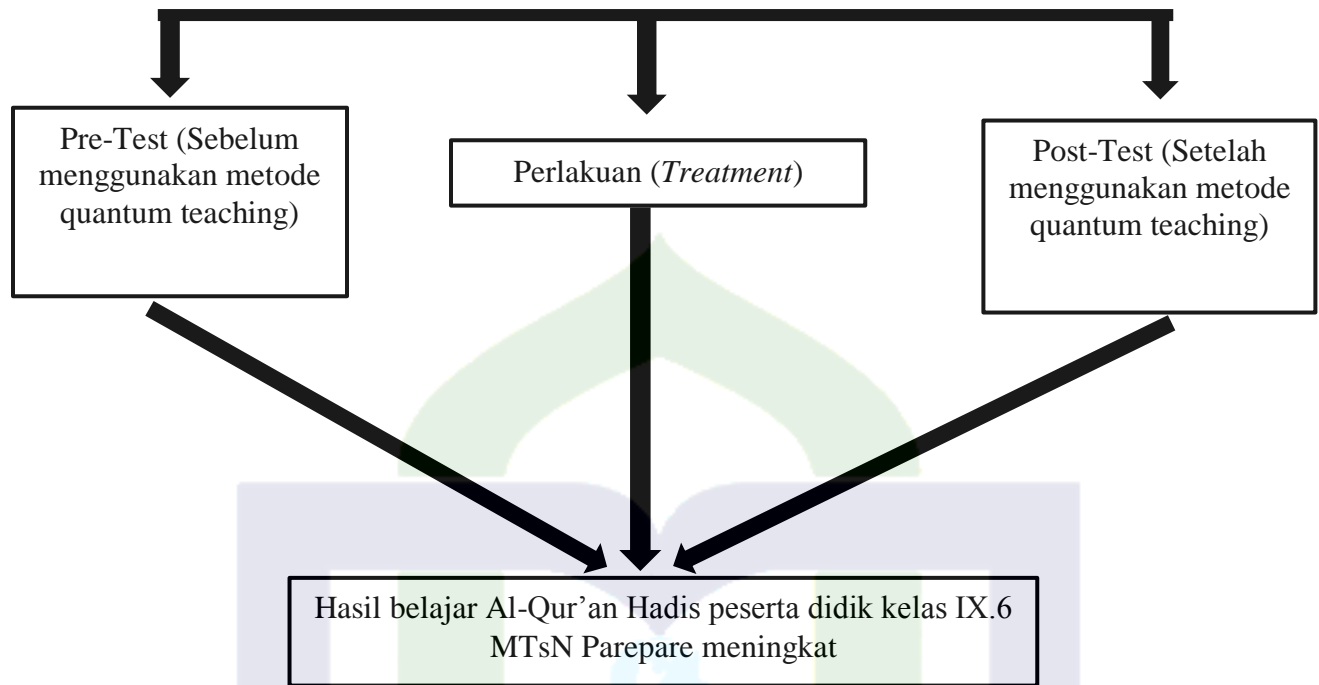 Pre-Test (Sebelum
menggunakan metode
quantum teaching)
Perlakuan (Treatment)
Post-Test (Setelah
menggunakan metode
quantum teaching)
Hasil belajar Al-Qur’an Hadis peserta didik kelas IX.6
MTsN Parepare meningkat